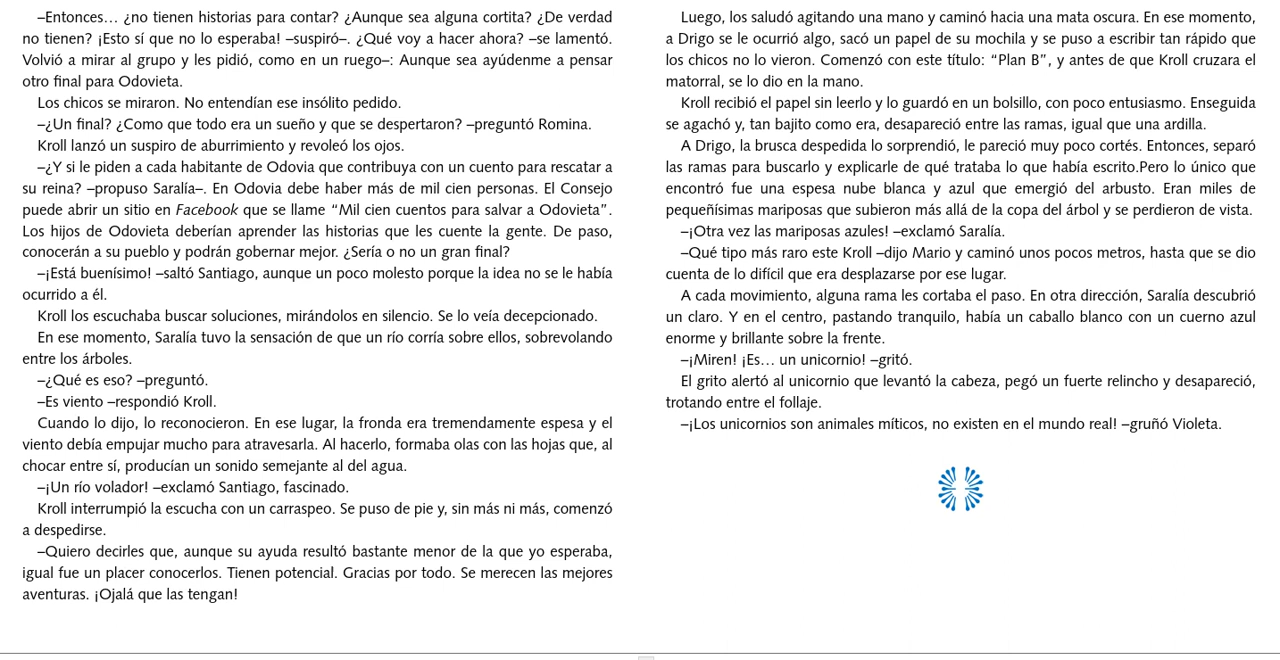 –Entonces… ¿no tienen historias para contar? ¿Aunque sea alguna cortita? ¿De verdad
no tienen? ¡Esto sí que no lo esperaba! –suspiró–. ¿Qué voy a hacer ahora? –se lamentó.
Volvió a mirar al grupo y les pidió, como en un ruego–: Aunque sea ayúdenme a pensar
otro final para Odovieta.
Los chicos se miraron. No entendían ese insólito pedido.
–¿Un final? ¿Como que todo era un sueño y que se despertaron? –preguntó Romina.
Kroll lanzó un suspiro de aburrimiento y revoleó los ojos.
–¿Y si le piden a cada habitante de Odovia que contribuya con un cuento para rescatar a
su reina? –propuso Saralía–. En Odovia debe haber más de mil cien personas. El Consejo
puede abrir un sitio en Facebook que se llame “Mil cien cuentos para salvar a Odovieta”.
Los hijos de Odovieta deberían aprender las historias que les cuente la gente. De paso,
conocerán a su pueblo y podrán gobernar mejor. ¿Sería o no un gran final?
–¡Está buenísimo! –saltó Santiago, aunque un poco molesto porque la idea no se le había
ocurrido a él.
Kroll los escuchaba buscar soluciones, mirándolos en silencio. Se lo veía decepcionado.
En ese momento, Saralía tuvo la sensación de que un río corría sobre ellos, sobrevolando
entre los árboles.
–¿Qué es eso? –preguntó.
–Es viento –respondió Kroll.
Cuando lo dijo, lo reconocieron. En ese lugar, la fronda era tremendamente espesa y el
viento debía empujar mucho para atravesarla. Al hacerlo, formaba olas con las hojas que, al
chocar entre sí, producían un sonido semejante al del agua.
–¡Un río volador! –exclamó Santiago, fascinado.
Kroll interrumpió la escucha con un carraspeo. Se puso de pie y, sin más ni más, comenzó
a despedirse.
–Quiero decirles que, aunque su ayuda resultó bastante menor de la que yo esperaba,
igual fue un placer conocerlos. Tienen potencial. Gracias por todo. Se merecen las mejores
aventuras. ¡Ojalá que las tengan!
Luego, los saludó agitando una mano y caminó hacia una mata oscura. En ese momento,
a Drigo se le ocurrió algo, sacó un papel de su mochila y se puso a escribir tan rápido que
los chicos no lo vieron. Comenzó con este título: “Plan B”, y antes de que Kroll cruzara el
matorral, se lo dio en la mano.
Kroll recibió el papel sin leerlo y lo guardó en un bolsillo, con poco entusiasmo. Enseguida
se agachó y, tan bajito como era, desapareció entre las ramas, igual que una ardilla.
A Drigo, la brusca despedida lo sorprendió, le pareció muy poco cortés. Entonces, separó
las ramas para buscarlo y explicarle de qué trataba lo que había escrito.Pero lo único que
encontró fue una espesa nube blanca y azul que emergió del arbusto. Eran miles de
pequeñísimas mariposas que subieron más allá de la copa del árbol y se perdieron de vista.
–¡Otra vez las mariposas azules! –exclamó Saralía.
–Qué tipo más raro este Kroll –dijo Mario y caminó unos pocos metros, hasta que se dio
cuenta de lo difícil que era desplazarse por ese lugar.
A cada movimiento, alguna rama les cortaba el paso. En otra dirección, Saralía descubrió
un claro. Y en el centro, pastando tranquilo, había un caballo blanco con un cuerno azul
enorme y brillante sobre la frente.
–¡Miren! ¡Es… un unicornio! –gritó.
El grito alertó al unicornio que levantó la cabeza, pegó un fuerte relincho y desapareció,
trotando entre el follaje.
–¡Los unicornios son animales míticos, no existen en el mundo real! –gruñó Violeta.